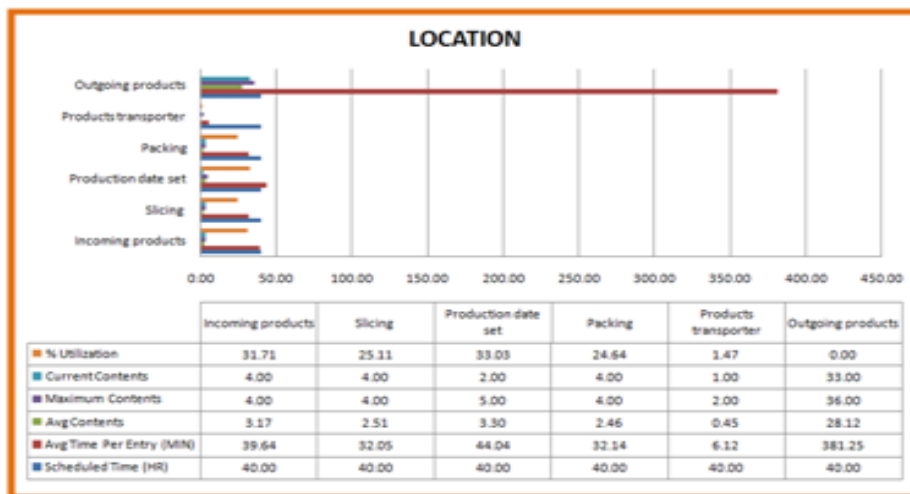 LOCATION
Outgoing products
Products transporter
Packing
Production date set
Slicing
Incoming products
0.00 50.00 100.00 150.00 200.00 250.00 300.00 350.00 400.00 450.00
Incoming products Slicing Production date set Packing Products transporter Outgoing products
% Utilization 31.71 25.11 33.03 24.64 1.47 0.00
Current Contents 4.00 4.00 2.00 4.00 1.00 33.00
Maximum Contents 4.00 4.00 5.00 4.00 2.00 36.00
Avg Contents 3.17 2.51 3.30 2.46 0.45 28.12
Avg Time Per Entry (MIN) 39.64 32.05 44.04 32.14 6.12 381.25
Scheduled Time (HR) 40.00 40.00 40.00 40.00 40.00 40.00